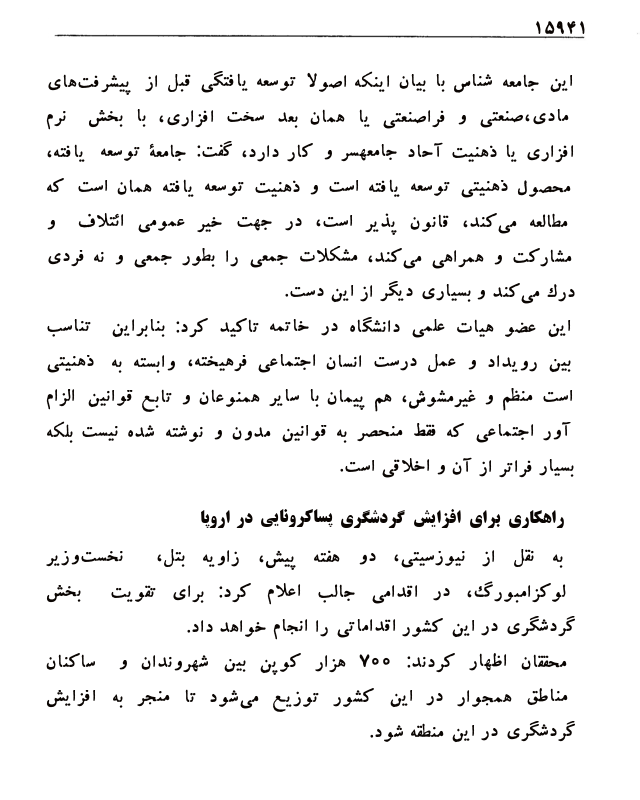 ۱۵۹۴۱
این جامعه شناس با بیان اینکه اصولا توسعه یافتگی قبل از پیشرفت‌های
مادی،صنعتی و فراصنعتی یا همان بعد سخت افزاری، با بخش نرم
افزاری یا ذهنیت آحاد جامعهسر و کار دارد، گفت: جامعهٔ توسعه یافته،
محصول ذهنیتی توسعه یافته است و ذهنیت توسعه یافته همان است که
مطالعه می‌کند، قانون پذیر است، در جهت خیر عمومی ائتلاف و
مشارکت و همراهی می‌کند، مشکلات جمعی را بطور جمعی و نه فردی
درك می‌کند و بسیاری دیگر از این دست.
این عضو هیات علمی دانشگاه در خاتمه تاکید کرد: بنابراین تناسب
بین رویداد و عمل درست انسان اجتماعی فرهیخته، وابسته به ذهنیتی
است منظم و غیرمشوش، هم پیمان با سایر همنوعان و تابع قوانین الزام
آور اجتماعی که فقط منحصر به قوانین مدون و نوشته شده نیست بلکه
بسیار فراتر از آن و اخلاقی است.
راهکاری برای افزایش گردشگری پساکرونایی در اروپا
به نقل از نیوزسیتی، دو هفته پیش، زاویه بتل، نخست‌وزیر
لوکزامبورگ، در اقدامی جالب اعلام کرد: برای تقویت بخش
گردشگری در این کشور اقداماتی را انجام خواهد داد.
محققان اظهار کردند: ۷۰۰ هزار کوپن بین شهروندان و ساکنان
مناطق همجوار در این کشور توزیع می‌شود تا منجر به افزایش
گردشگری در این منطقه شود.